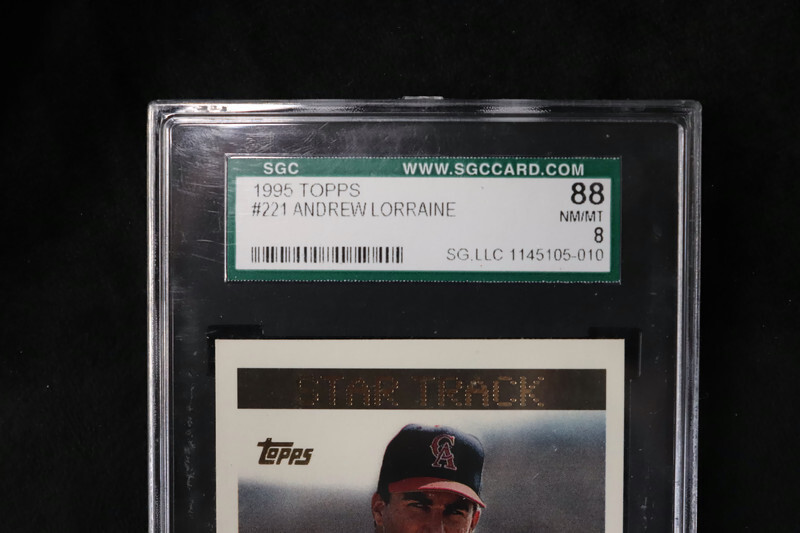 SGC WWW.SGCCARD.COM
1995 TOPPS 88
#221 ANDREW LORRAINE NM/MT
8
SG,LLC 1145105-010
STAR TRACK
Topps
CA